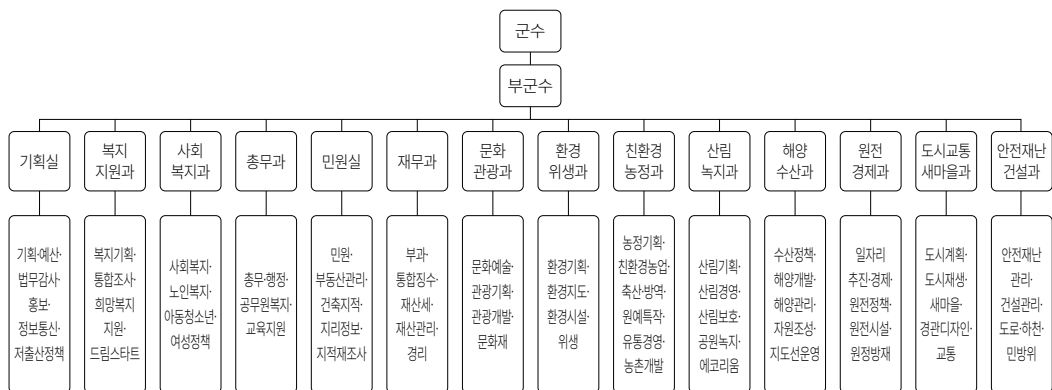 군수
부군수
기획실
복지
지원과
사회
복지과
총무과
민원실
재무과
문화
관광과
환경
위생과
친환경
농정과
산림
녹지과
해양
수산과
원전
경제과
도시교통
새마을과
안전재난
건설과
기획·예산·
법무감사·
홍보·
정보통신·
저출산정책
복지기획·
통합조사·
희망복지
지원·
드림스타트
사회복지·
노인복지·
아동청소년·
여성정책
총무·행정·
공무원복지·
교육지원
민원·
부동산관리·
건축지적·
지리정보·
지적재조사
부과·
통합징수·
재산세·
재산관리·
경리
문화예술·
관광기획·
관광개발·
문화재
환경기획·
환경지도·
환경시설·
위생
농정기획·
친환경농업·
축산·방역·
원예특작·
유통경영·
농촌개발
산림기획·
산림경영·
산림보호·
공원녹지·
에코리움
수산정책·
해양개발·
해양관리·
자원조성·
지도선운영
일자리
추진·경제·
원전정책·
원전시설·
원정방재
도시계획·
도시재생·
새마을·
경관디자인·
교통
안전재난
관리·
건설관리·
도로·하천·
민방위